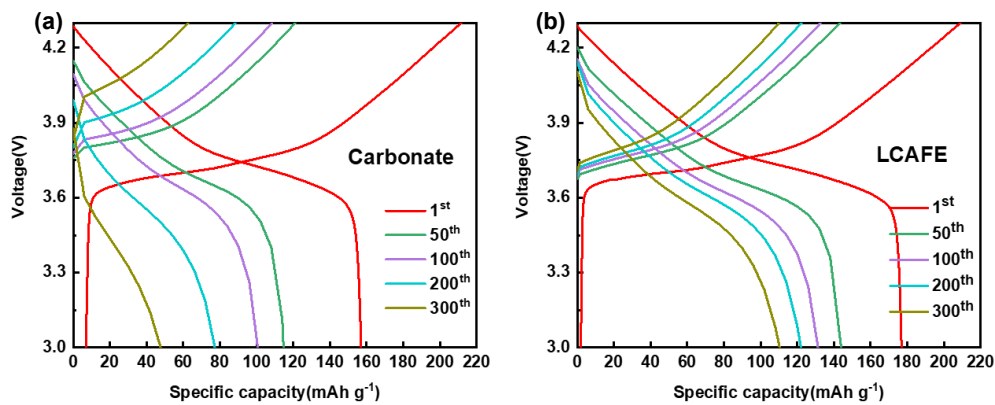 (a)
Voltage(V)
4.2
3.9
3.6
3.3
3.0
Carbonate
1st
50th
100th
200th
300th
0 20 40 60 80 100 120 140 160 180 200 220
Specific capacity(mAh g-1)
(b)
Voltage(V)
4.2
3.9
3.6
3.3
3.0
LCAFE
1st
50th
100th
200th
300th
0 20 40 60 80 100 120 140 160 180 200 220
Specific capacity(mAh g-1)